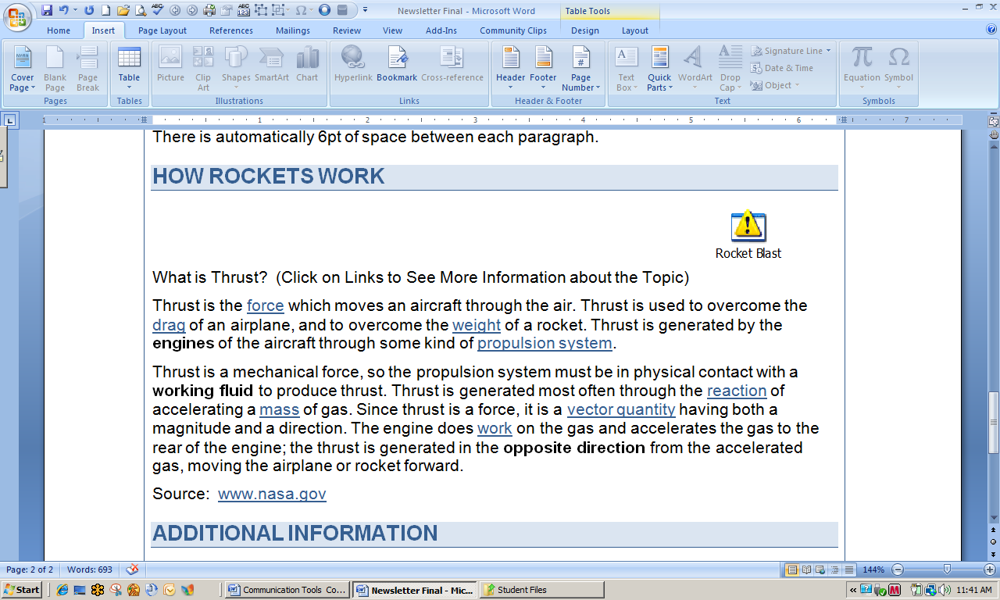 Newsletter Final - Microsoft Word
Table Tools
Home Insert Page Layout References Mailings Review View Add-Ins Community Clips Design Layout
Cover Page
Blank Page
Page Break
Pages
Table
Tables
Picture
Clip Art
Shapes
SmartArt
Chart
Illustrations
Hyperlink
Bookmark
Cross-reference
Links
Header
Footer
Page Number
Header & Footer
Text Box
Quick Parts
WordArt
Drop Cap
Signature Line
Date & Time
Object
Text
Equation
Symbol
Symbols
1 1 2 3 4 5 6 7
There is automatically 6pt of space between each paragraph.
HOW ROCKETS WORK
Rocket Blast
What is Thrust? (Click on Links to See More Information about the Topic)
Thrust is the force which moves an aircraft through the air. Thrust is used to overcome the
drag of an airplane, and to overcome the weight of a rocket. Thrust is generated by the
engines of the aircraft through some kind of propulsion system.
Thrust is a mechanical force, so the propulsion system must be in physical contact with a
working fluid to produce thrust. Thrust is generated most often through the reaction of
accelerating a mass of gas. Since thrust is a force, it is a vector quantity having both a
magnitude and a direction. The engine does work on the gas and accelerates the gas to the
rear of the engine; the thrust is generated in the opposite direction from the accelerated
gas, moving the airplane or rocket forward.
Source: www.nasa.gov
ADDITIONAL INFORMATION
Page: 2 of 2 Words: 693 144%
Start Communication Tools Co... Newsletter Final - Mic... Student Files 11:41 AM